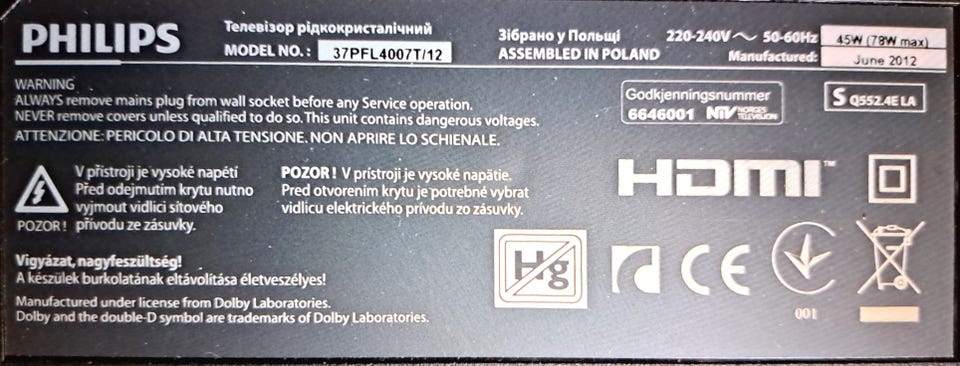 PHILIPS
Телевізор рідкокристалічний
MODEL NO.: 37PFL4007T/12
Зібрано у Польщі
ASSEMBLED IN POLAND
220-240V ~ 50-60Hz 45W (78W max)
Manufactured: June 2012
WARNING
ALWAYS remove mains plug from wall socket before any Service operation.
NEVER remove covers unless qualified to do so. This unit contains dangerous voltages.
ATTENZIONE: PERICOLO DI ALTA TENSIONE. NON APRIRE LO SCHIENALE.
Godkjenningsnummer
6646001 NTV NORGES TELEVISION
S Q552.4E LA
V přístroji je vysoké napětí
Před odejmutím krytu nutno
vyjmout vidlici síťového
POZOR! přívodu ze zásuvky.
POZOR! V prístroji je vysoké napätie.
Pred otvorením krytu je potrebné vybrat
vidlicu elektrického prívodu zo zásuvky.
HDMI™
Vigyázat, nagyfeszültség!
A készülek burkolatának eltávolítása életveszélyes!
Hg
CE
001
Manufactured under license from Dolby Laboratories.
Dolby and the double-D symbol are trademarks of Dolby Laboratories.